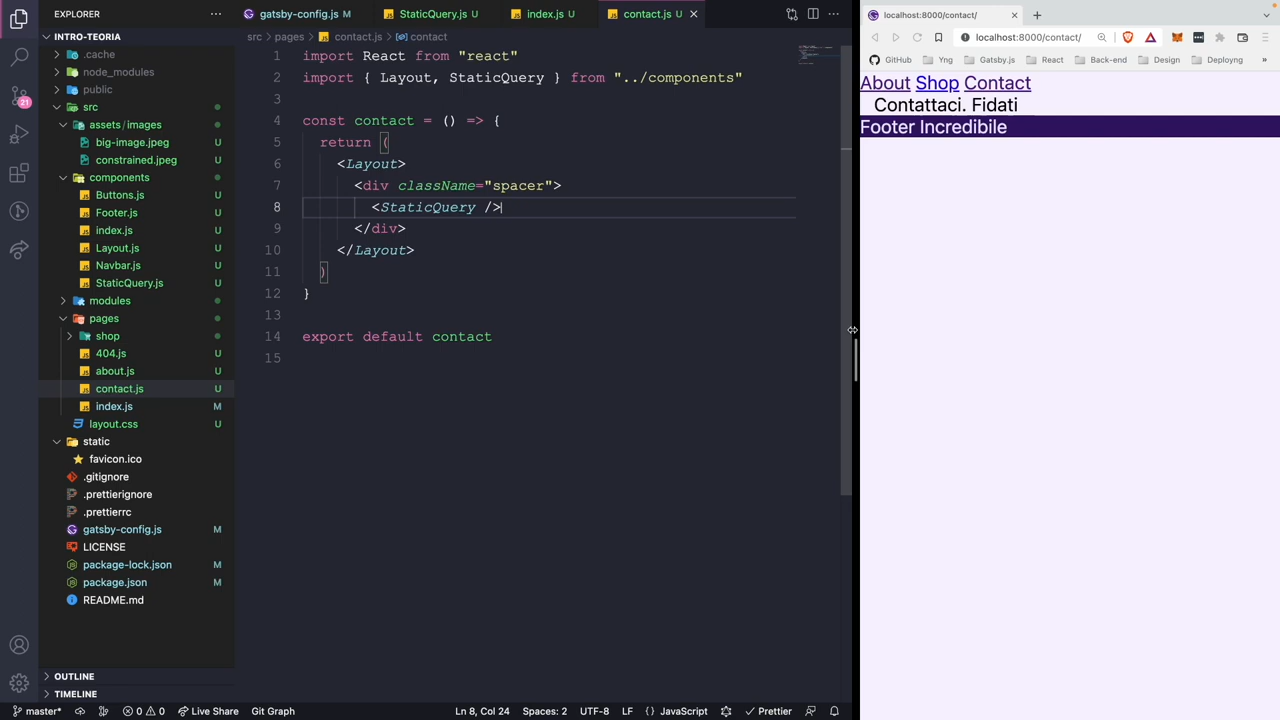 EXPLORER
INTRO-TEORIA
.cache
node_modules
public
src
assets/images
big-image.jpeg U
constrained.jpeg U
components
Buttons.js U
Footer.js U
index.js U
Layout.js U
Navbar.js U
StaticQuery.js U
modules
pages
shop
404.js U
about.js U
contact.js U
index.js M
layout.css U
static
favicon.ico
.gitignore
.prettierignore
.prettierrc
gatsby-config.js M
LICENSE
package-lock.json M
package.json M
README.md
OUTLINE
TIMELINE
21
gatsby-config.js M
StaticQuery.js U
index.js U
contact.js U
src > pages > contact.js > contact
1 import React from "react"
2 import { Layout, StaticQuery } from "../components"
3
4 const contact = () => {
5 return (
6 <Layout>
7 <div className="spacer">
8 <StaticQuery />
9 </div>
10 </Layout>
11 )
12 }
13
14 export default contact
15
master* 0 0 Live Share Git Graph Ln 8, Col 24 Spaces: 2 UTF-8 LF JavaScript Prettier
localhost:8000/contact/
localhost:8000/contact/
GitHub Yng Gatsby.js React Back-end Design Deployng »
About Shop Contact
Contattaci. Fidati
Footer Incredibile